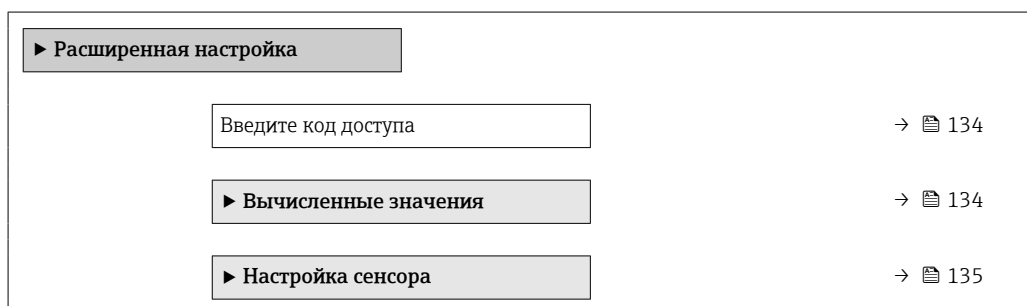 ▶ Расширенная настройка
Введите код доступа → 134
▶ Вычисленные значения → 134
▶ Настройка сенсора → 135